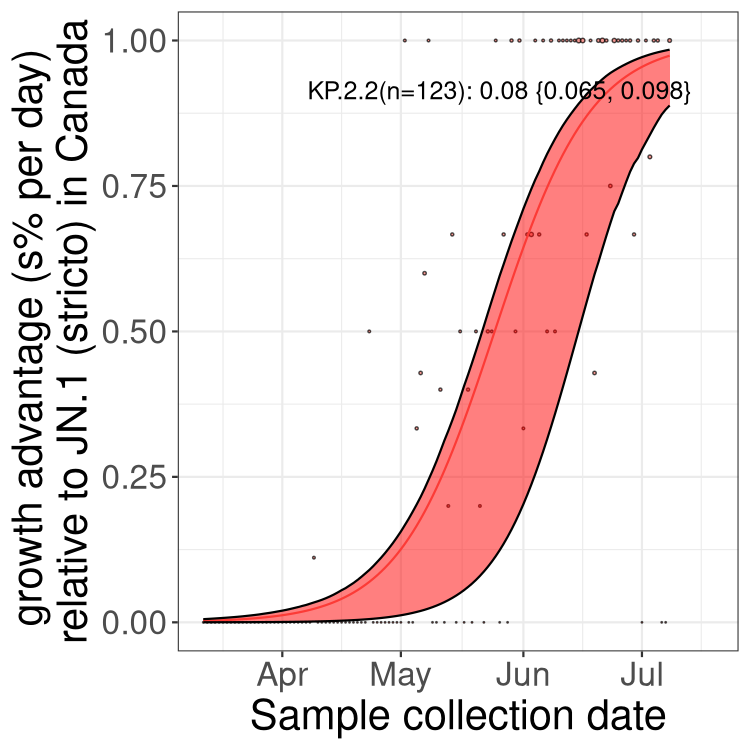 growth advantage (s% per day)
relative to JN.1 (stricto) in Canada
1.00
0.75
0.50
0.25
0.00
KP.2.2(n=123): 0.08 {0.065, 0.098}
Apr May Jun Jul
Sample collection date